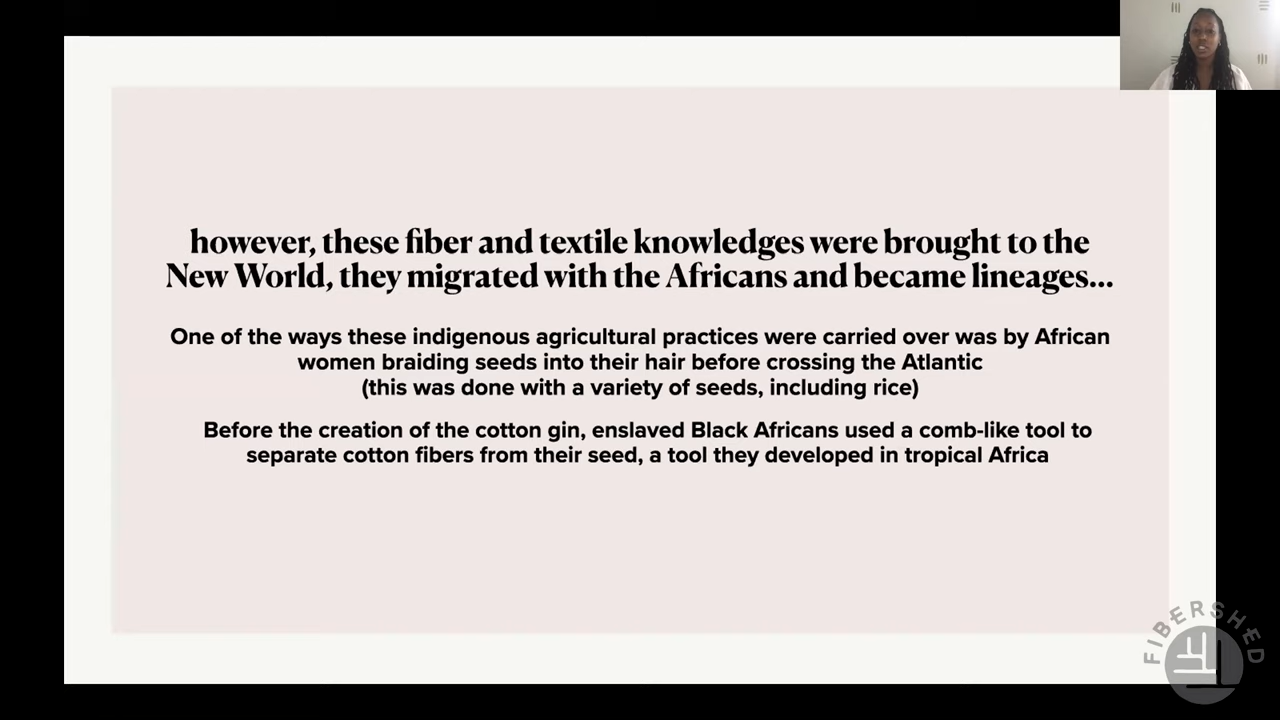 however, these fiber and textile knowledges were brought to the
New World, they migrated with the Africans and became lineages...
One of the ways these indigenous agricultural practices were carried over was by African
women braiding seeds into their hair before crossing the Atlantic
(this was done with a variety of seeds, including rice)
Before the creation of the cotton gin, enslaved Black Africans used a comb-like tool to
separate cotton fibers from their seed, a tool they developed in tropical Africa
FIBERSHED